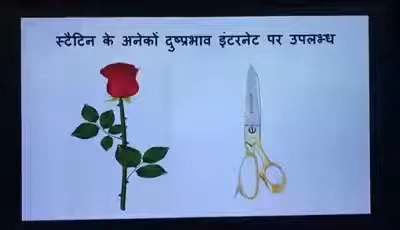 स्टैटिन के अनेकों दुष्प्रभाव इंटरनेट पर उपलब्ध